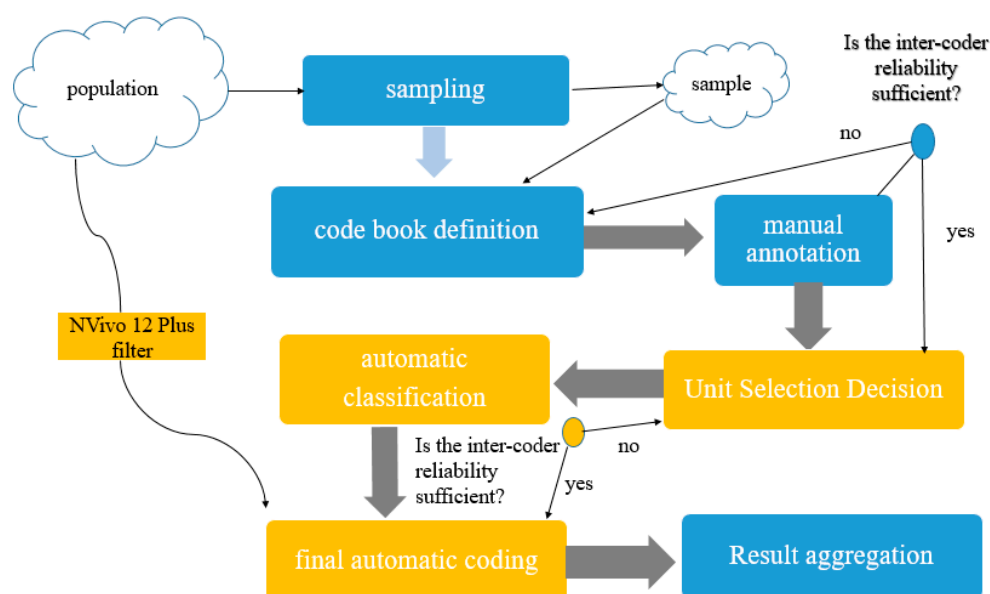 Is the inter-coder
reliability
sufficient?
population
sampling
sample
no
code book definition
manual
annotation
yes
NVivo 12 Plus
filter
automatic
classification
Unit Selection Decision
Is the inter-coder
reliability
sufficient?
no
yes
final automatic coding
Result aggregation